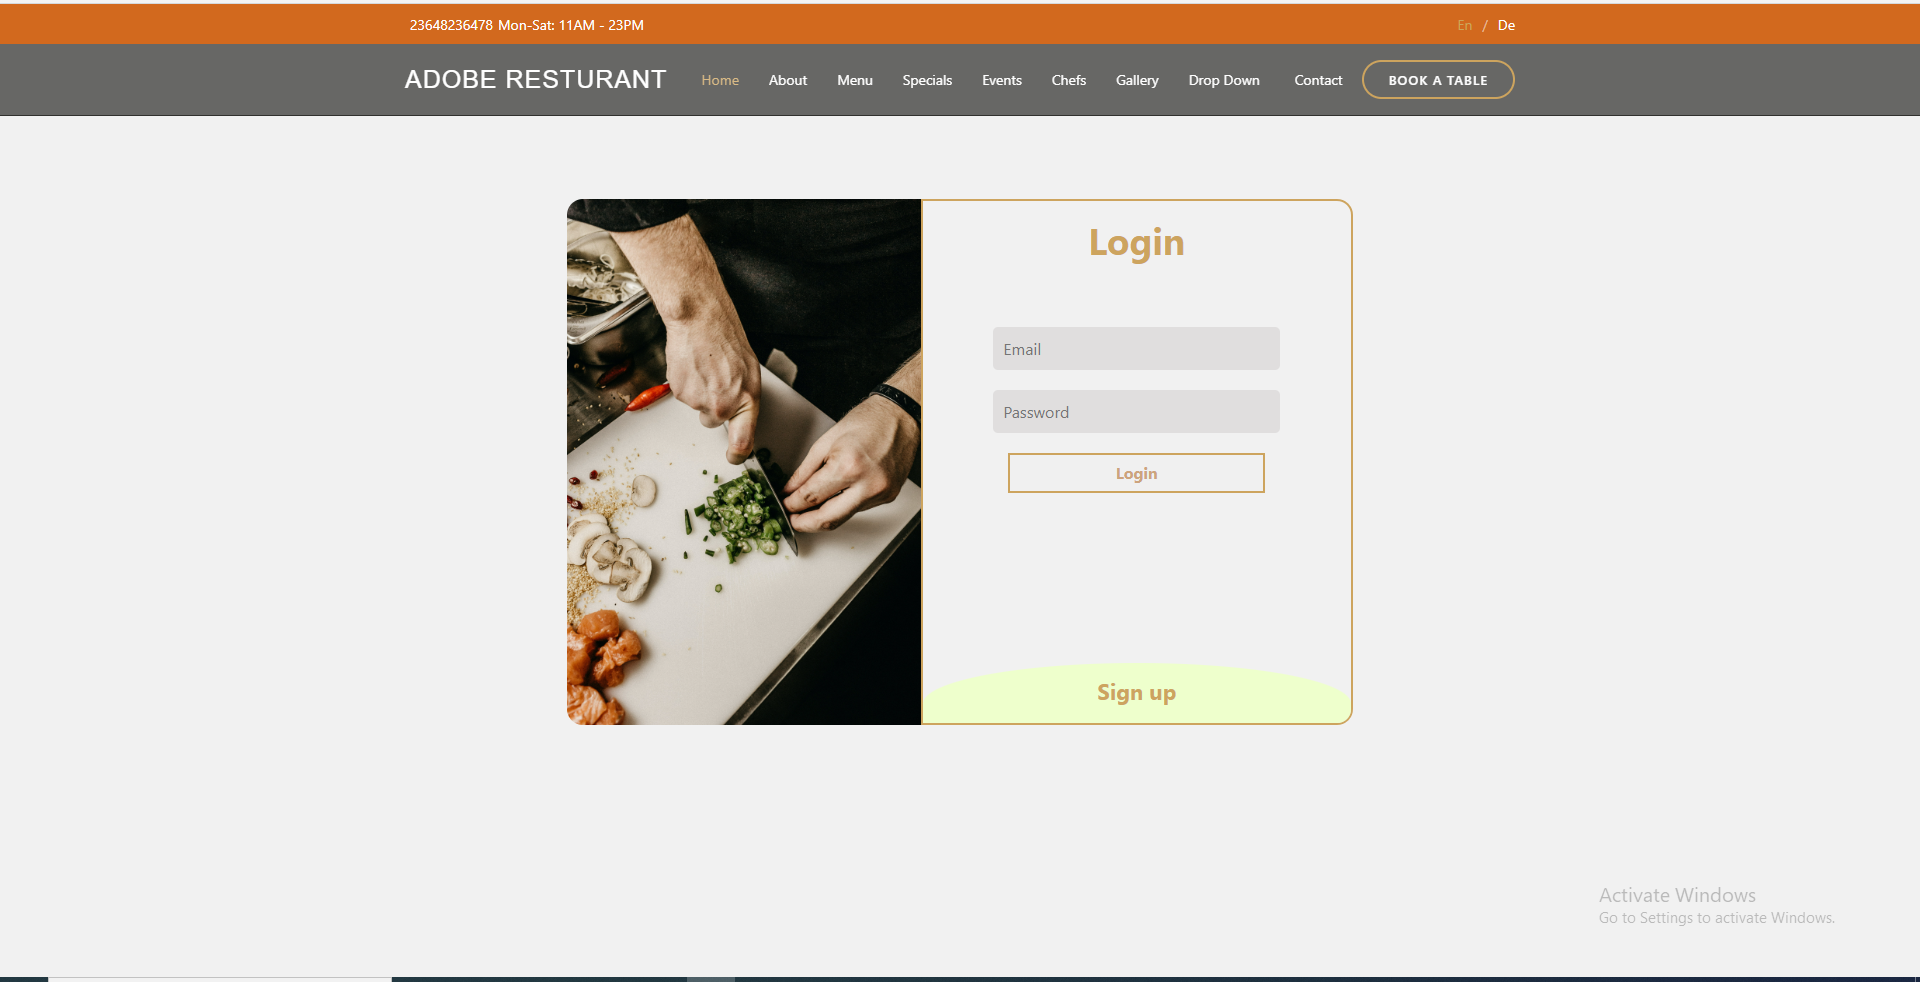 23648236478 Mon-Sat: 11AM - 23PM
En / De
ADOBE RESTURANT
Home About Menu Specials Events Chefs Gallery Drop Down Contact BOOK A TABLE
Login
Email
Password
Login
Sign up
Activate Windows
Go to Settings to activate Windows.